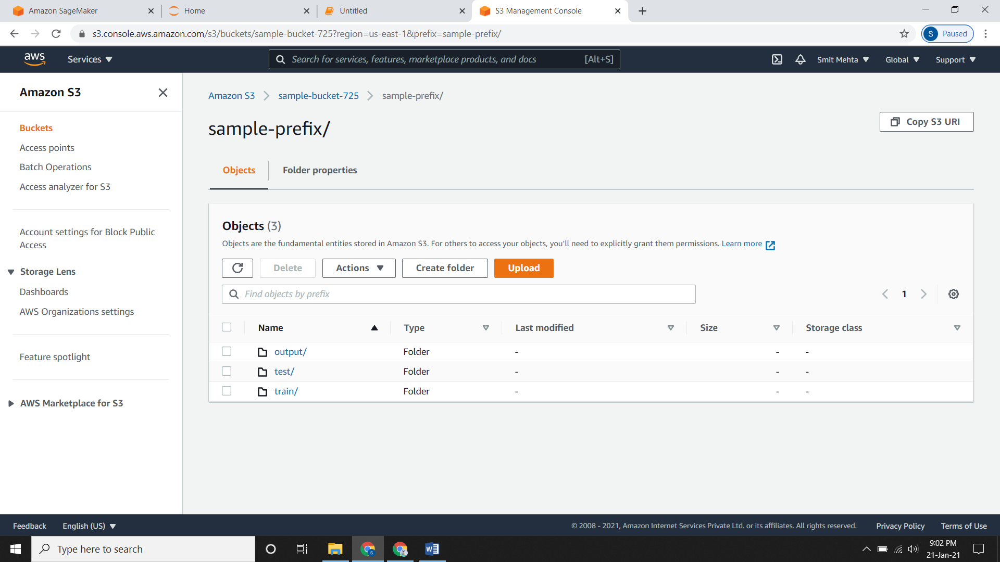 Amazon SageMaker
Home
Untitled
S3 Management Console
s3.console.aws.amazon.com/s3/buckets/sample-bucket-725?region=us-east-1&prefix=sample-prefix/
S Paused
aws
Services
Search for services, features, marketplace products, and docs [Alt+S]
Smit Mehta
Global
Support
Amazon S3
Buckets
Access points
Batch Operations
Access analyzer for S3
Account settings for Block Public
Access
Storage Lens
Dashboards
AWS Organizations settings
Feature spotlight
AWS Marketplace for S3
Amazon S3 > sample-bucket-725 > sample-prefix/
sample-prefix/
Copy S3 URI
Objects
Folder properties
Objects (3)
Objects are the fundamental entities stored in Amazon S3. For others to access your objects, you'll need to explicitly grant them permissions. Learn more
Delete
Actions
Create folder
Upload
Find objects by prefix
1
Name Type Last modified Size Storage class
output/ Folder - - -
test/ Folder - - -
train/ Folder - - -
Feedback
English (US)
© 2008 - 2021, Amazon Internet Services Private Ltd. or its affiliates. All rights reserved.
Privacy Policy
Terms of Use
Type here to search
9:02 PM
21-Jan-21